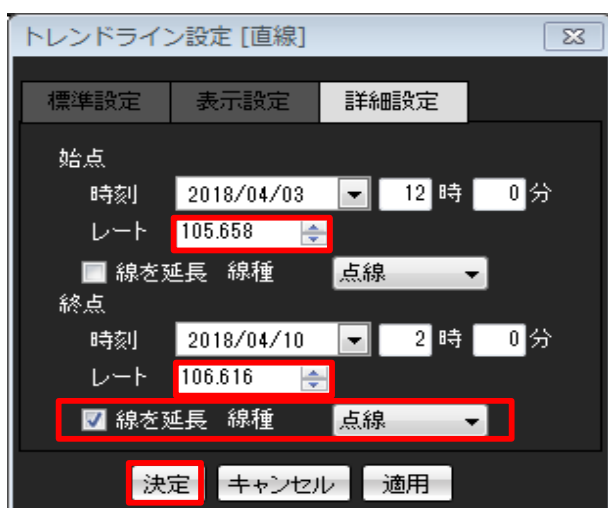 トレンドライン設定 [直線]
標準設定 表示設定 詳細設定
始点
時刻 2018/04/03 12 時 0 分
レート 105.658
線を延長 線種 点線
終点
時刻 2018/04/10 2 時 0 分
レート 106.616
線を延長 線種 点線
決定 キャンセル 適用